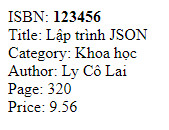 ISBN: 123456
Title: Lập trình JSON
Category: Khoa học
Author: Ly Cô Lai
Page: 320
Price: 9.56